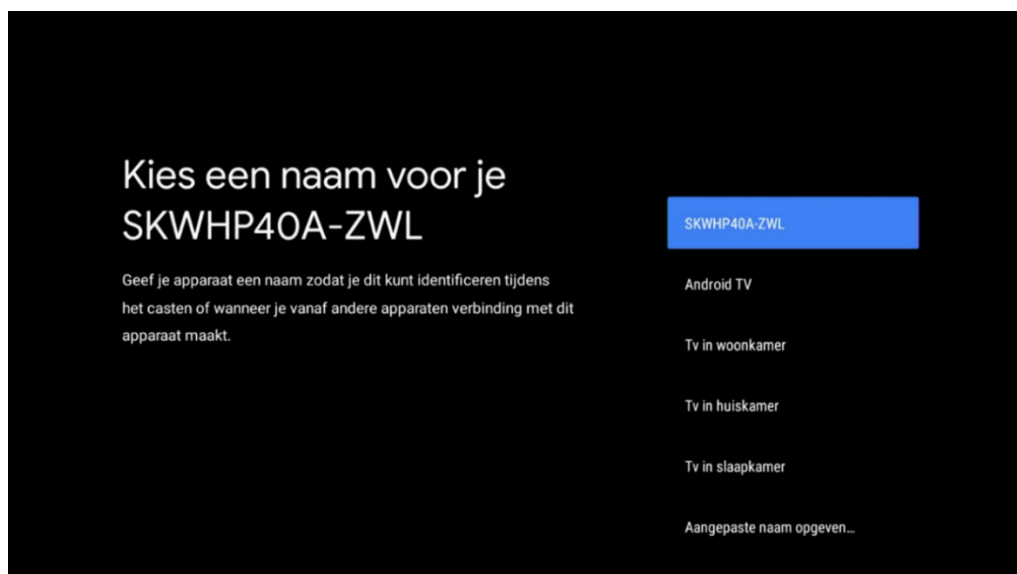 Kies een naam voor je
SKWHP40A-ZWL
Geef je apparaat een naam zodat je dit kunt identificeren tijdens
het casten of wanneer je vanaf andere apparaten verbinding met dit
apparaat maakt.
SKWHP40A-ZWL
Android TV
Tv in woonkamer
Tv in huiskamer
Tv in slaapkamer
Aangepaste naam opgeven…